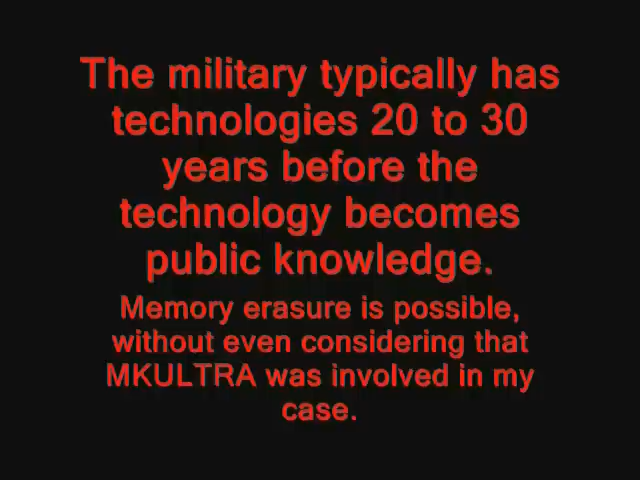 The military typically has
technologies 20 to 30
years before the
technology becomes
public knowledge.
Memory erasure is possible,
without even considering that
MKULTRA was involved in my
case.